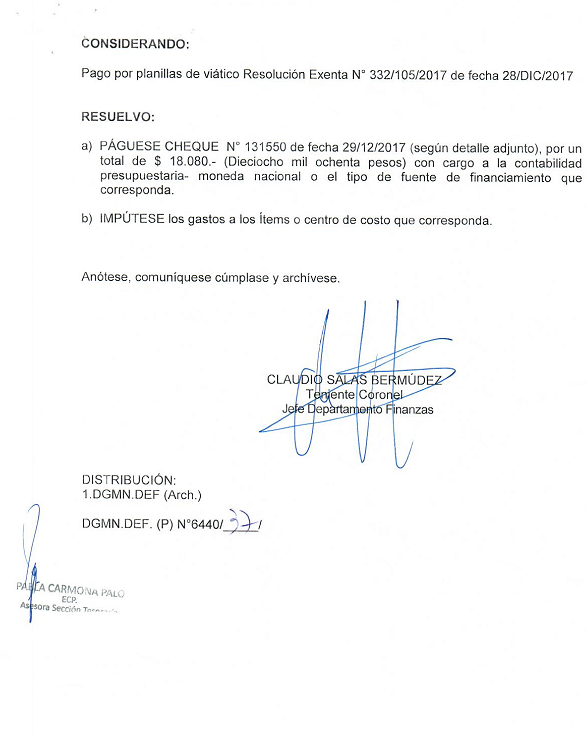 CONSIDERANDO:
Pago por planillas de viático Resolución Exenta N° 332/105/2017 de fecha 28/DIC/2017
RESUELVO:
a) PÁGUESE CHEQUE N° 131550 de fecha 29/12/2017 (según detalle adjunto), por un
total de $ 18.080.- (Dieciocho mil ochenta pesos) con cargo a la contabilidad
presupuestaria- moneda nacional o el tipo de fuente de financiamiento que
corresponda.
b) IMPÚTESE los gastos a los Ítems o centro de costo que corresponda.
Anótese, comuníquese cúmplase y archívese.
CLAUDIO SALAS BERMÚDEZ
Teniente Coronel
Jefe Departamento Finanzas
DISTRIBUCIÓN:
1.DGMN.DEF (Arch.)
DGMN.DEF. (P) N°6440/ 37 /
CARMONA PALO
ECP.
Asesora Sección